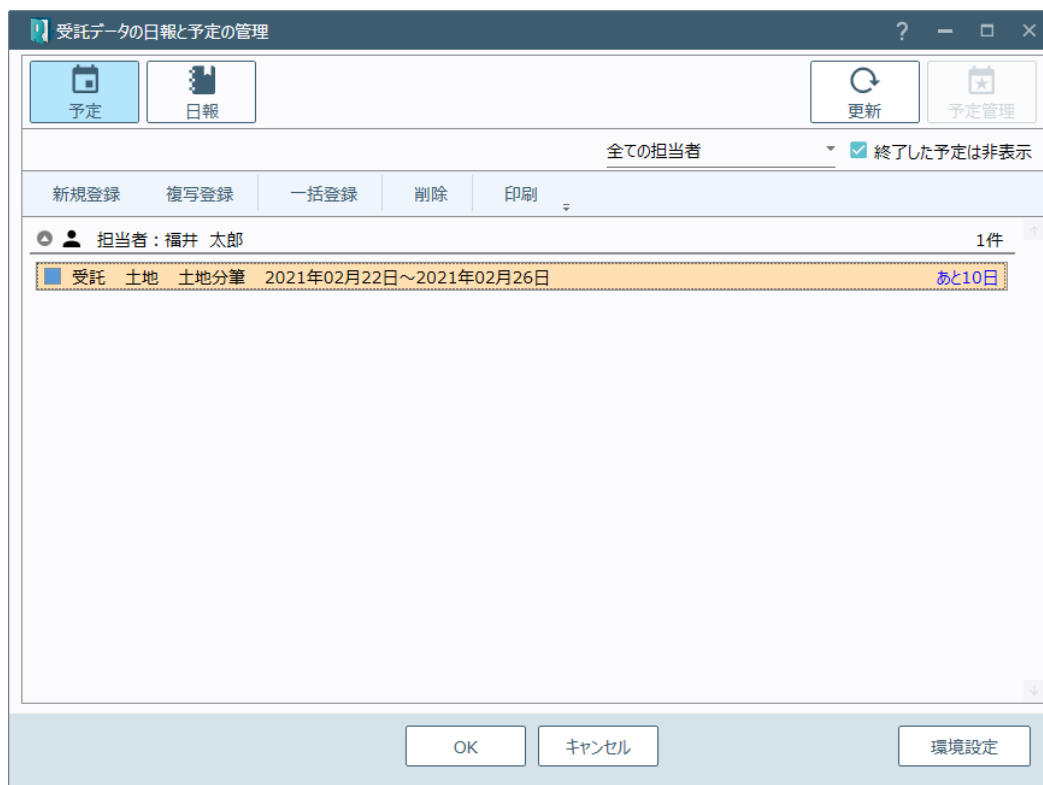 受託データの日報と予定の管理 ?
予定 日報 更新 予定管理
全ての担当者 終了した予定は非表示
新規登録 複写登録 一括登録 削除 印刷
担当者：福井 太郎 1件
受託 土地 土地分筆 2021年02月22日～2021年02月26日 あと10日
OK キャンセル 環境設定